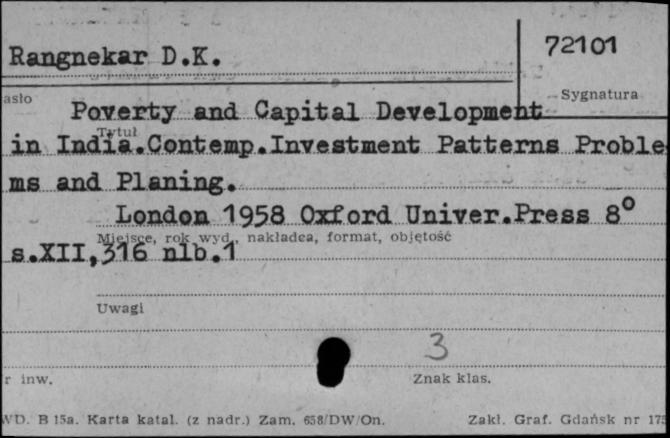 Rangnekar D.K.
72101
asło
Sygnatura
Poverty and Capital Development
Tytuł
in India.Contemp.Investment Patterns Proble
ms and Planing.
London 1958 Oxford Univer.Press 8°
Miejsce, rok wyd., nakładca, format, objętość
s.XII,316 nlb.1
Uwagi
3
r inw.
Znak klas.
WD. B 15a. Karta katal. (z nadr.) Zam. 658/DW/On.
Zakł. Graf. Gdańsk nr 173